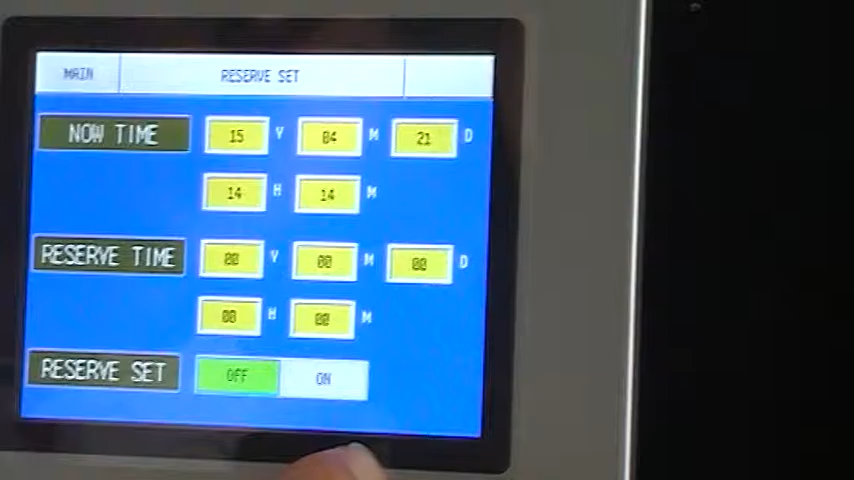 MAIN RESERVE SET
NOW TIME 15 Y 04 M 21 D
14 H 14 M
RESERVE TIME 00 Y 00 M 00 D
00 H 00 M
RESERVE SET OFF ON